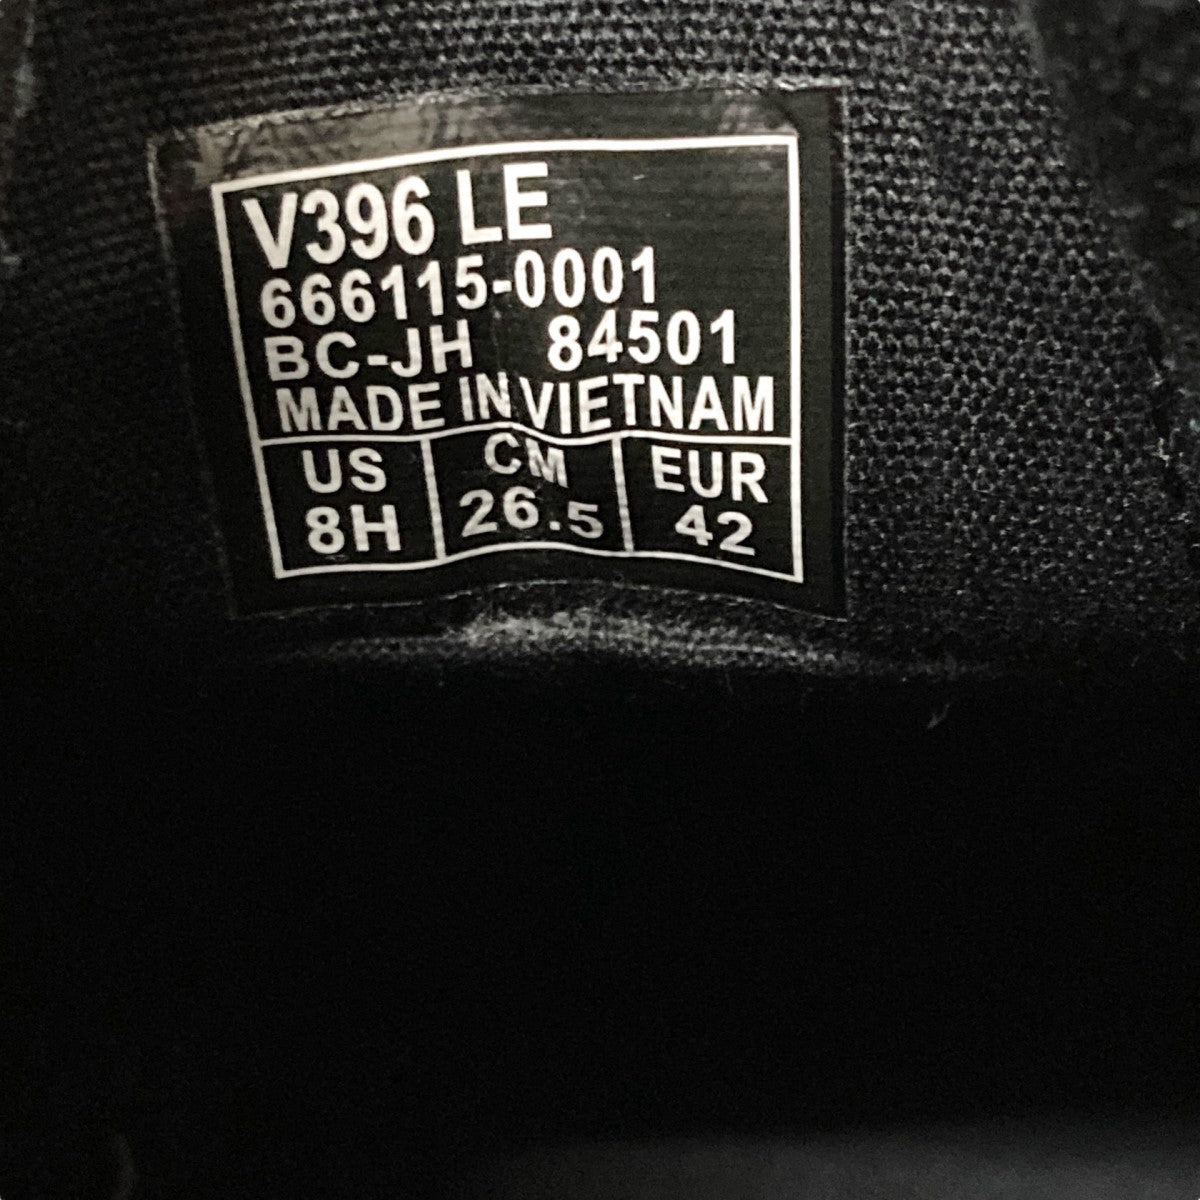 V396 LE
666115-0001
BC-JH 84501
MADE IN VIETNAM
US CM EUR
8H 26.5 42